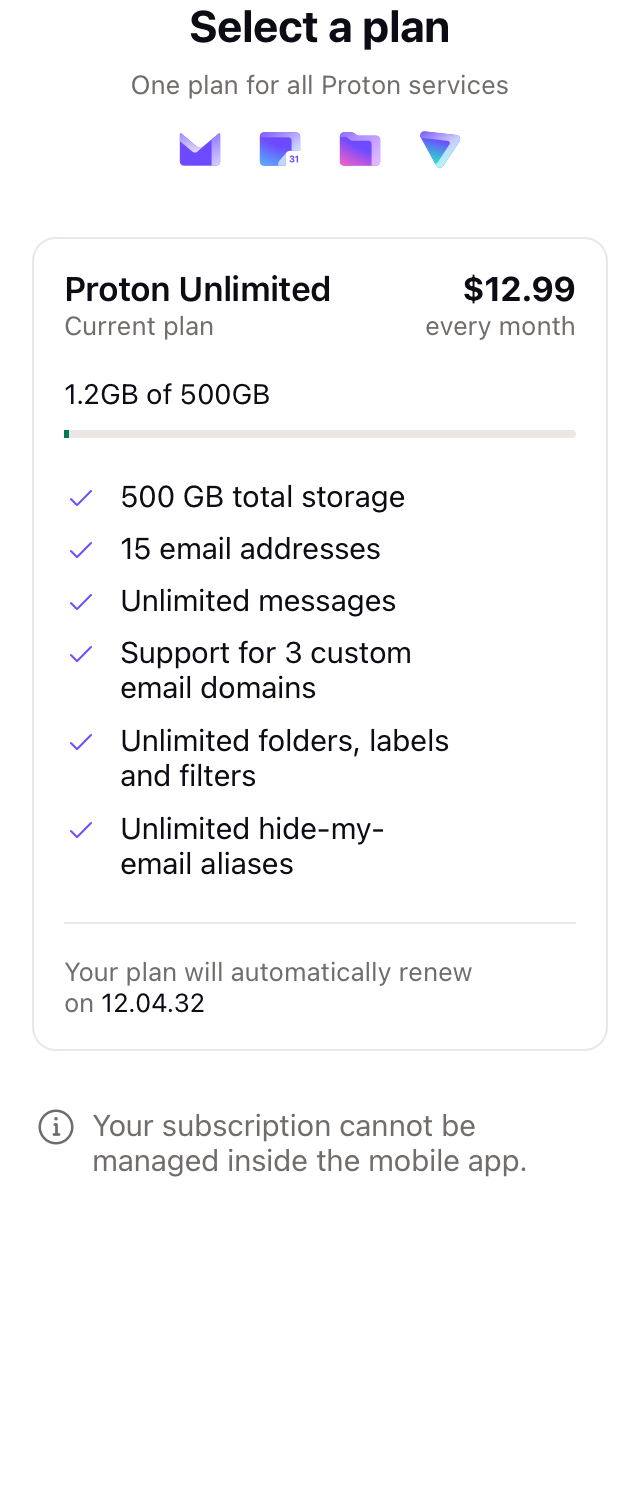 Select a plan
One plan for all Proton services
31
Proton Unlimited
$12.99
Current plan
every month
1.2GB of 500GB
500 GB total storage
15 email addresses
Unlimited messages
Support for 3 custom
email domains
Unlimited folders, labels
and filters
Unlimited hide-my-
email aliases
Your plan will automatically renew
on 12.04.32
Your subscription cannot be
managed inside the mobile app.